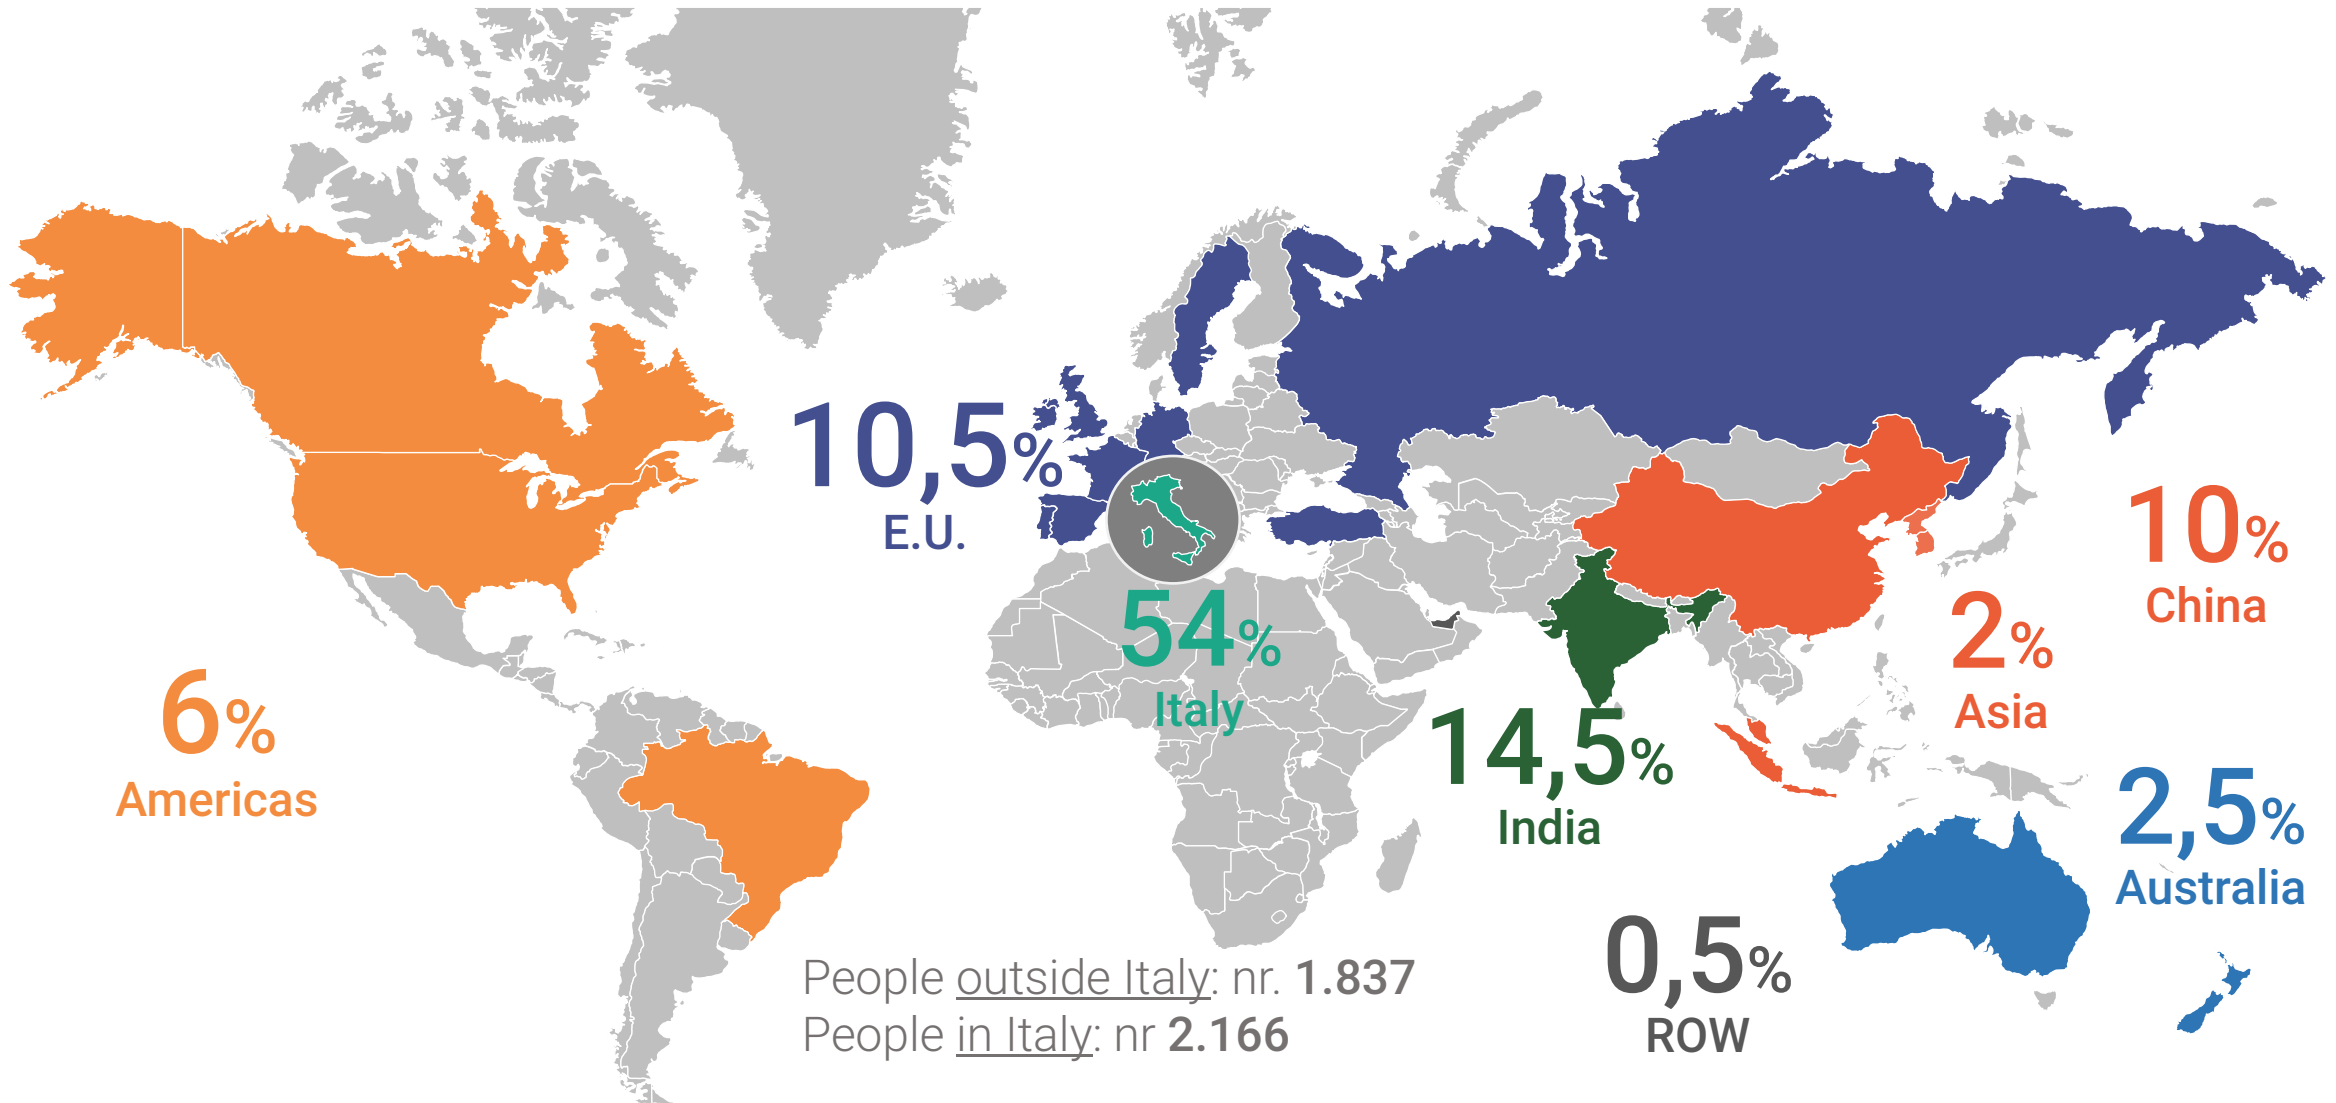 10,5%
E.U.
10%
China
54%
Italy
2%
Asia
6%
Americas
14,5%
India
2,5%
Australia
0,5%
ROW
People outside Italy: nr. 1.837
People in Italy: nr 2.166